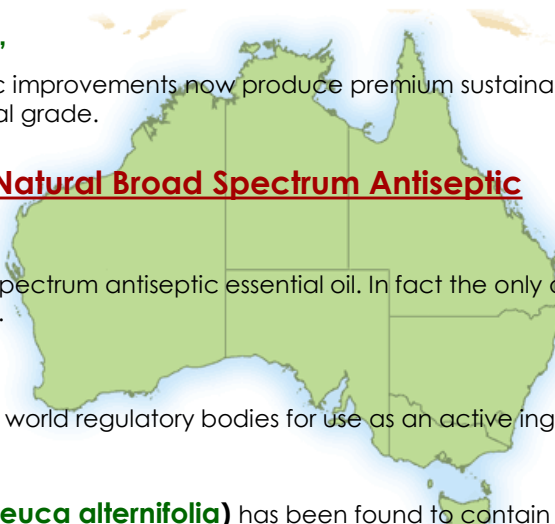 ”
c improvements now produce premium sustaina
al grade.
Natural Broad Spectrum Antiseptic
spectrum antiseptic essential oil. In fact the only
.
world regulatory bodies for use as an active ing
euca alternifolia) has been found to contain